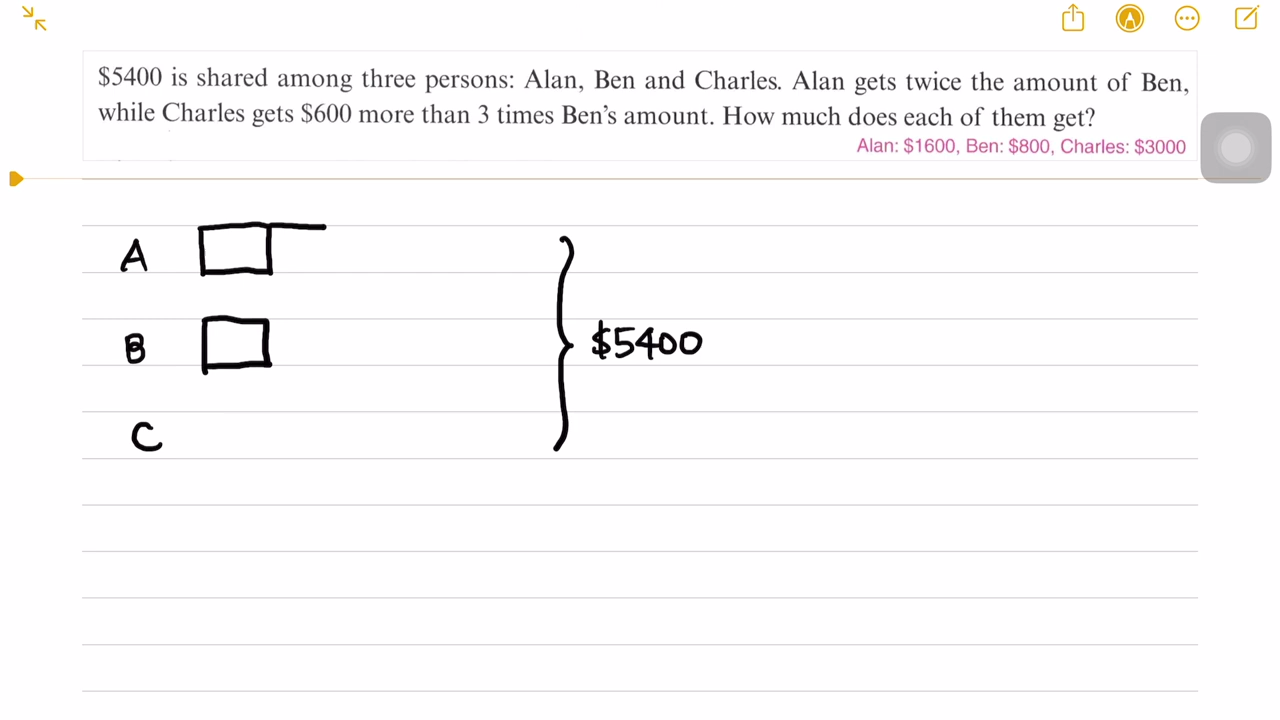 $5400 is shared among three persons: Alan, Ben and Charles. Alan gets twice the amount of Ben,
while Charles gets $600 more than 3 times Ben's amount. How much does each of them get?
Alan: $1600, Ben: $800, Charles: $3000
A
B
$5400
C